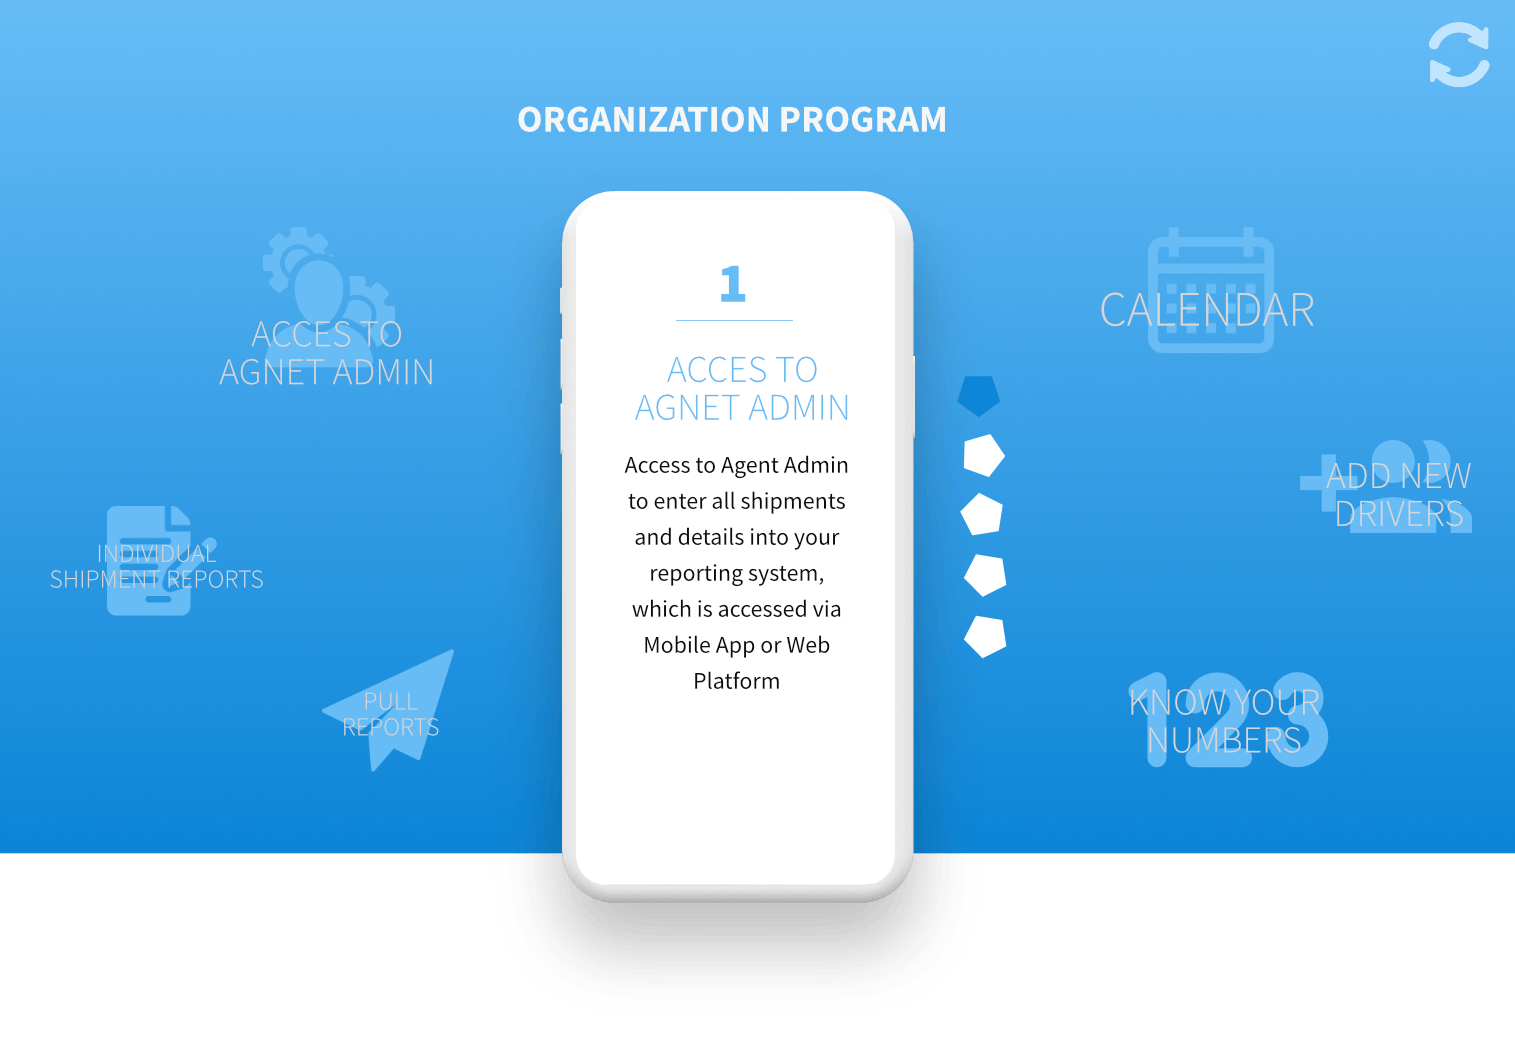 ORGANIZATION PROGRAM
ACCES TO
AGNET ADMIN
INDIVIDUAL
SHIPMENT REPORTS
PULL
REPORTS
1
ACCES TO
AGNET ADMIN
Access to Agent Admin
to enter all shipments
and details into your
reporting system,
which is accessed via
Mobile App or Web
Platform
CALENDAR
ADD NEW
DRIVERS
123
KNOW YOUR
NUMBERS